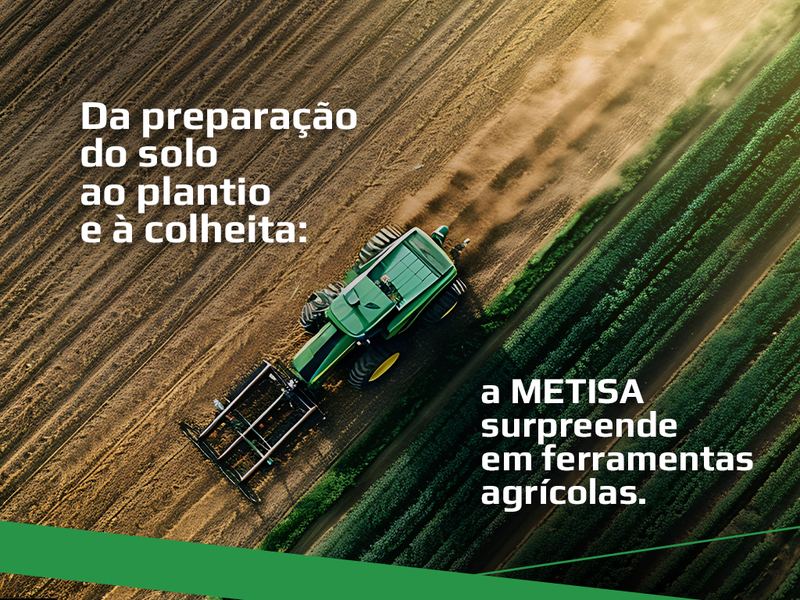 Da preparação
do solo
ao plantio
e à colheita:
a METISA
surpreende
em ferramentas
agrícolas.